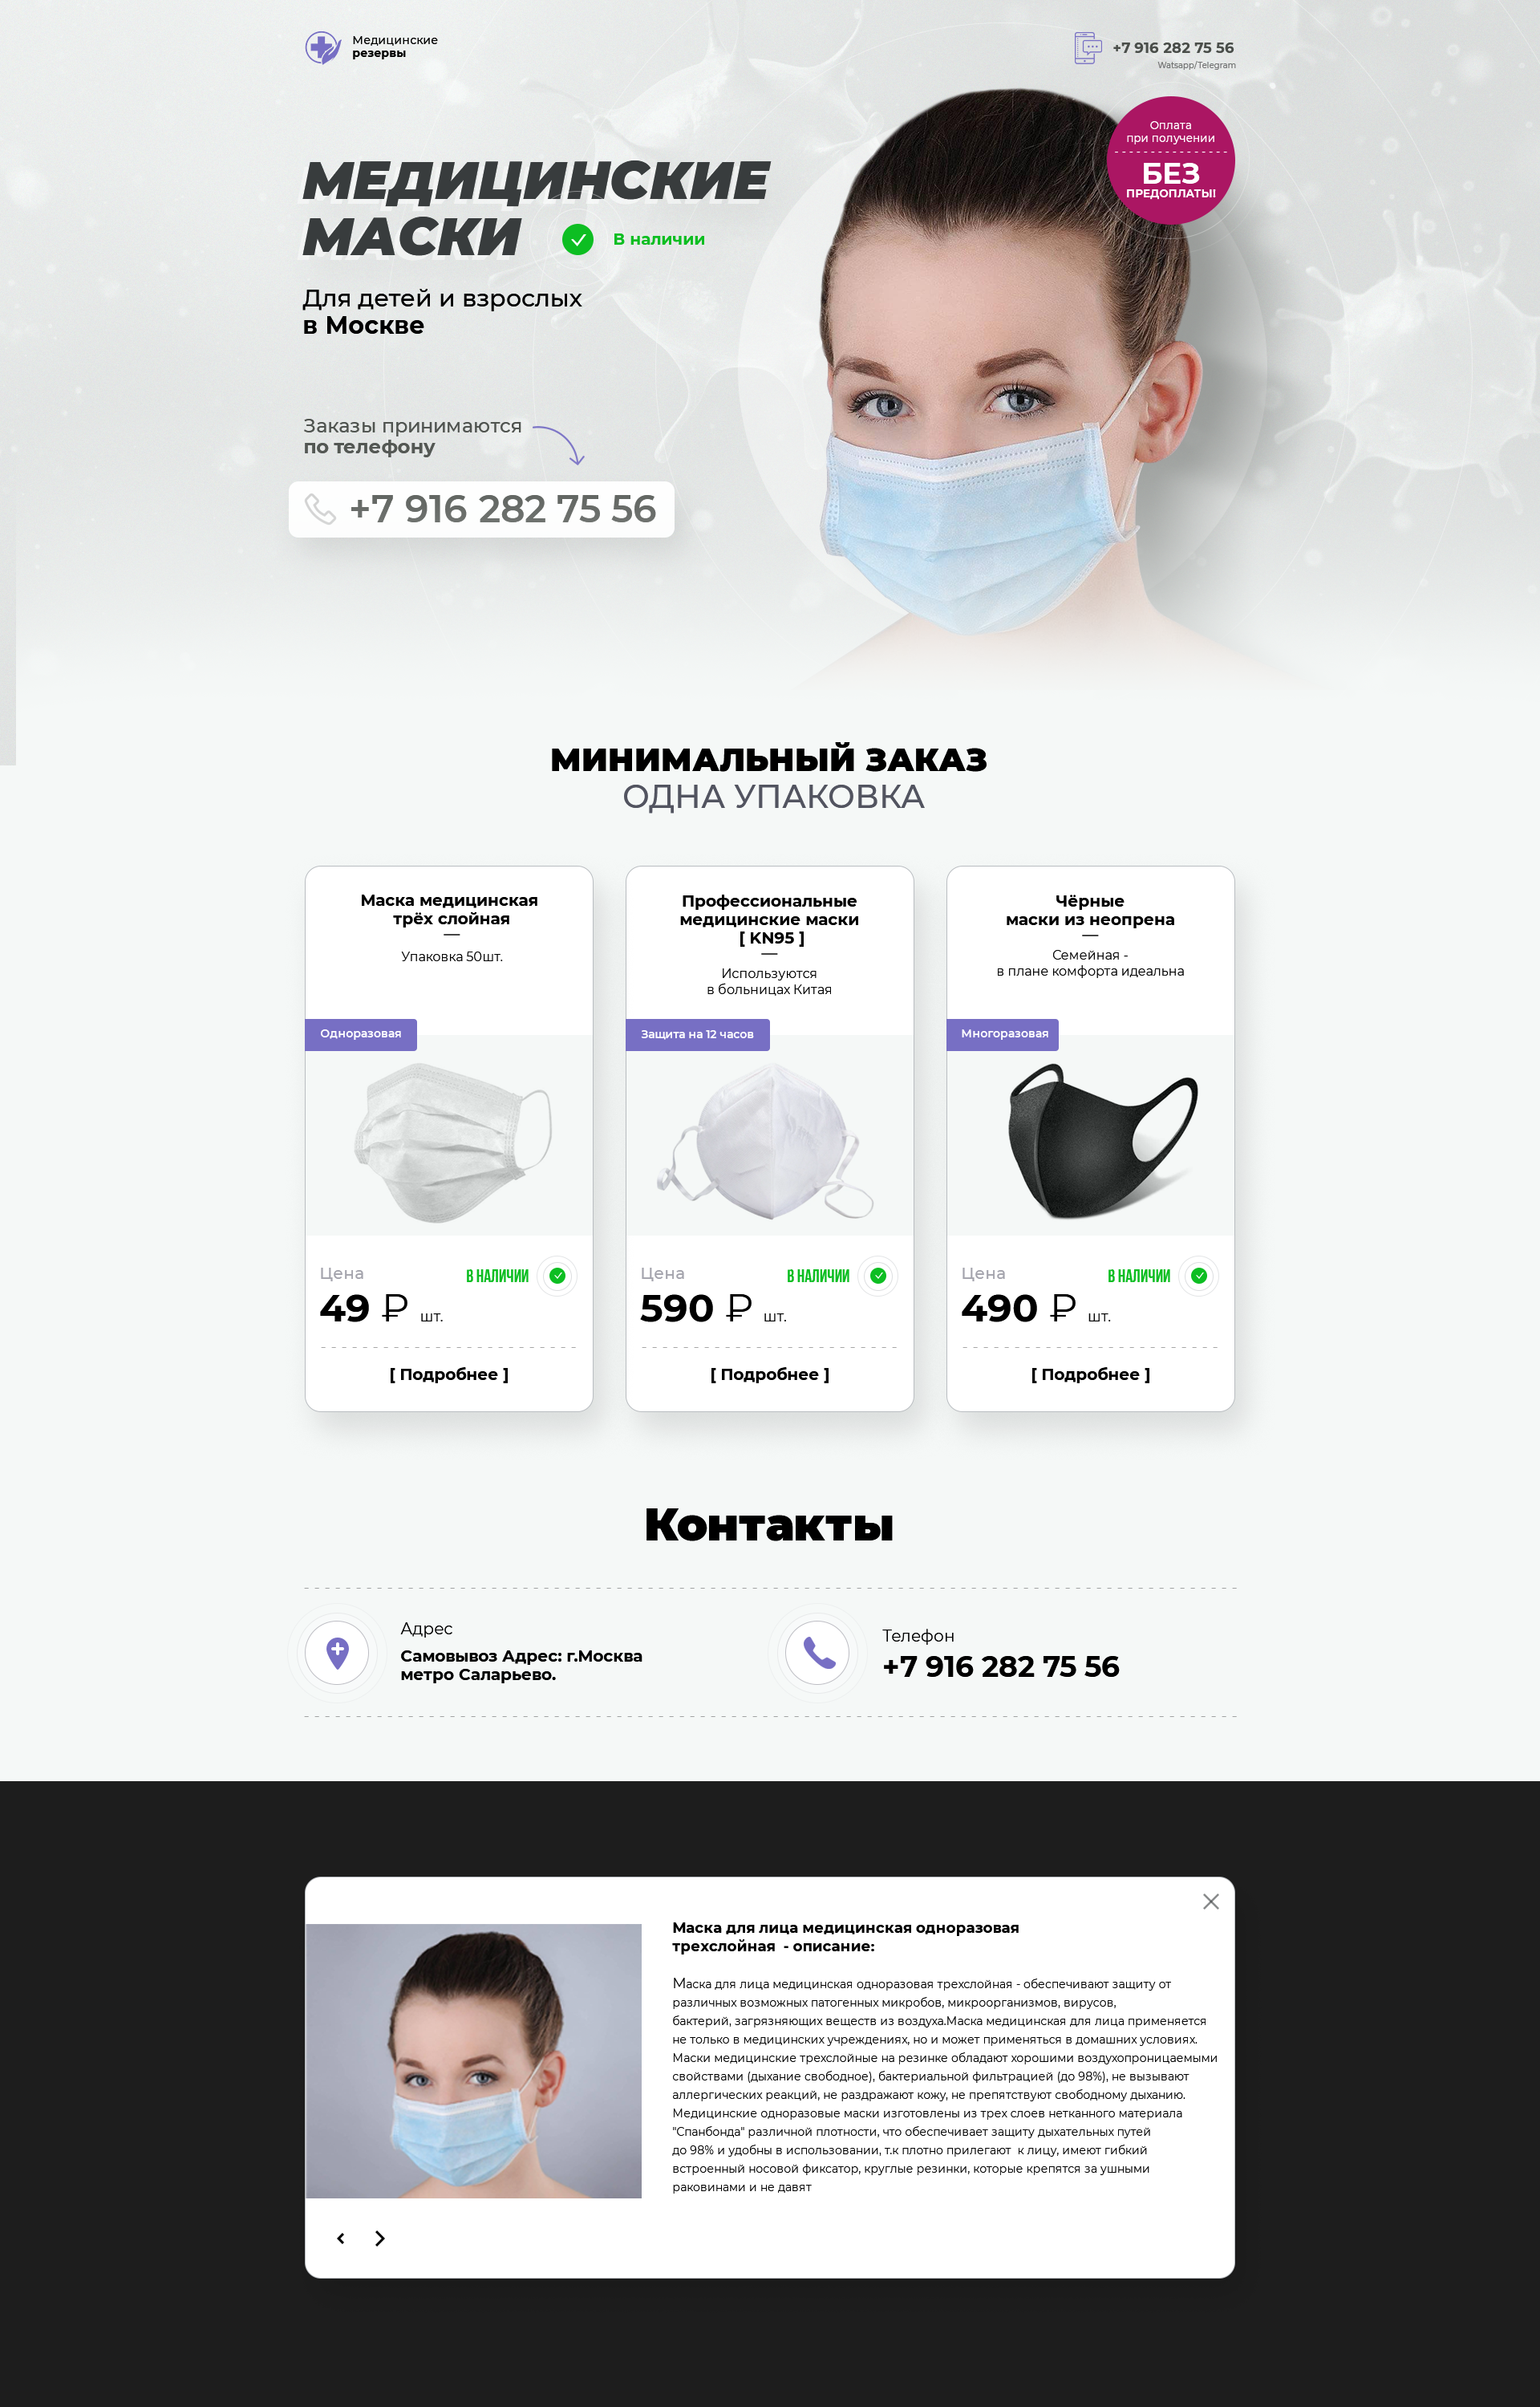 Медицинские
резервы
+7 916 282 75 56
Watsapp/Telegram
Оплата
при получении
БЕЗ
ПРЕДОПЛАТЫ!
МЕДИЦИНСКИЕ
МАСКИ
В наличии
Для детей и взрослых
в Москве
Заказы принимаются
по телефону
+7 916 282 75 56
МИНИМАЛЬНЫЙ ЗАКАЗ
ОДНА УПАКОВКА
Маска медицинская
трёх слойная
Упаковка 50шт.
Одноразовая
Цена
В НАЛИЧИИ
49 ₽ шт.
[ Подробнее ]
Профессиональные
медицинские маски
[ KN95 ]
Используются
в больницах Китая
Защита на 12 часов
Цена
В НАЛИЧИИ
590 ₽ шт.
[ Подробнее ]
Чёрные
маски из неопрена
Семейная -
в плане комфорта идеальна
Многоразовая
Цена
В НАЛИЧИИ
490 ₽ шт.
[ Подробнее ]
Контакты
Адрес
Самовывоз Адрес: г.Москва
метро Саларьево.
Телефон
+7 916 282 75 56
Маска для лица медицинская одноразовая
трехслойная - описание:
Маска для лица медицинская одноразовая трехслойная - обеспечивают защиту от
различных возможных патогенных микробов, микроорганизмов, вирусов,
бактерий, загрязняющих веществ из воздуха.Маска медицинская для лица применяется
не только в медицинских учреждениях, но и может применяться в домашних условиях.
Маски медицинские трехслойные на резинке обладают хорошими воздухопроницаемыми
свойствами (дыхание свободное), бактериальной фильтрацией (до 98%), не вызывают
аллергических реакций, не раздражают кожу, не препятствуют свободному дыханию.
Медицинские одноразовые маски изготовлены из трех слоев нетканного материала
"Спанбонда" различной плотности, что обеспечивает защиту дыхательных путей
до 98% и удобны в использовании, т.к плотно прилегают к лицу, имеют гибкий
встроенный носовой фиксатор, круглые резинки, которые крепятся за ушными
раковинами и не давят